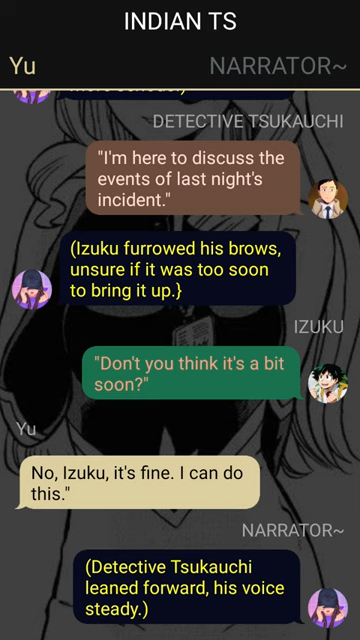 INDIAN TS
Yu
NARRATOR~
DETECTIVE TSUKAUCHI
"I'm here to discuss the
events of last night's
incident."
(Izuku furrowed his brows,
unsure if it was too soon
to bring it up.}
IZUKU
"Don't you think it's a bit
soon?"
Yu
No, Izuku, it's fine. I can do
this."
NARRATOR~
(Detective Tsukauchi
leaned forward, his voice
steady.)